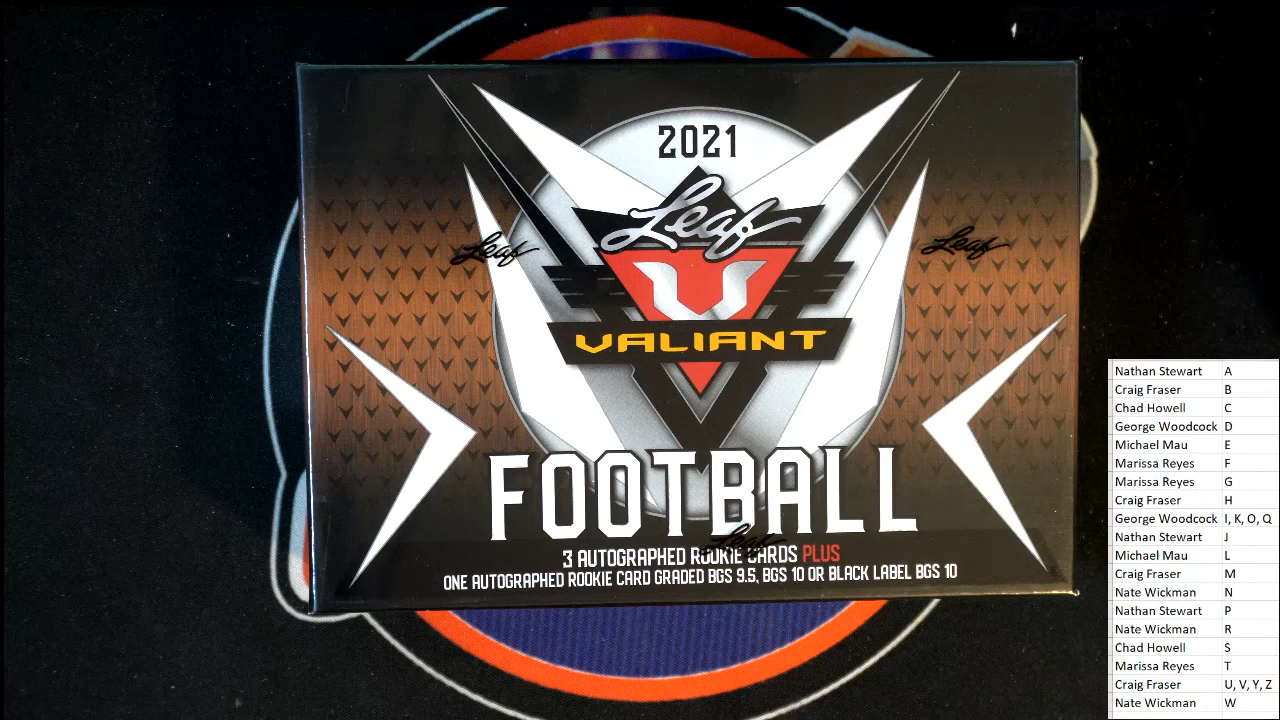 2021
Leaf
VALIANT
Leaf
Leaf
FOOTBALL
Leaf
3 AUTOGRAPHED ROOKIE CARDS PLUS
ONE AUTOGRAPHED ROOKIE CARD GRADED BGS 9.5, BGS 10 OR BLACK LABEL BGS 10
Nathan Stewart A
Craig Fraser B
Chad Howell C
George Woodcock D
Michael Mau E
Marissa Reyes F
Marissa Reyes G
Craig Fraser H
George Woodcock I, K, O, Q
Nathan Stewart J
Michael Mau L
Craig Fraser M
Nate Wickman N
Nathan Stewart P
Nate Wickman R
Chad Howell S
Marissa Reyes T
Craig Fraser U, V, Y, Z
Nate Wickman W